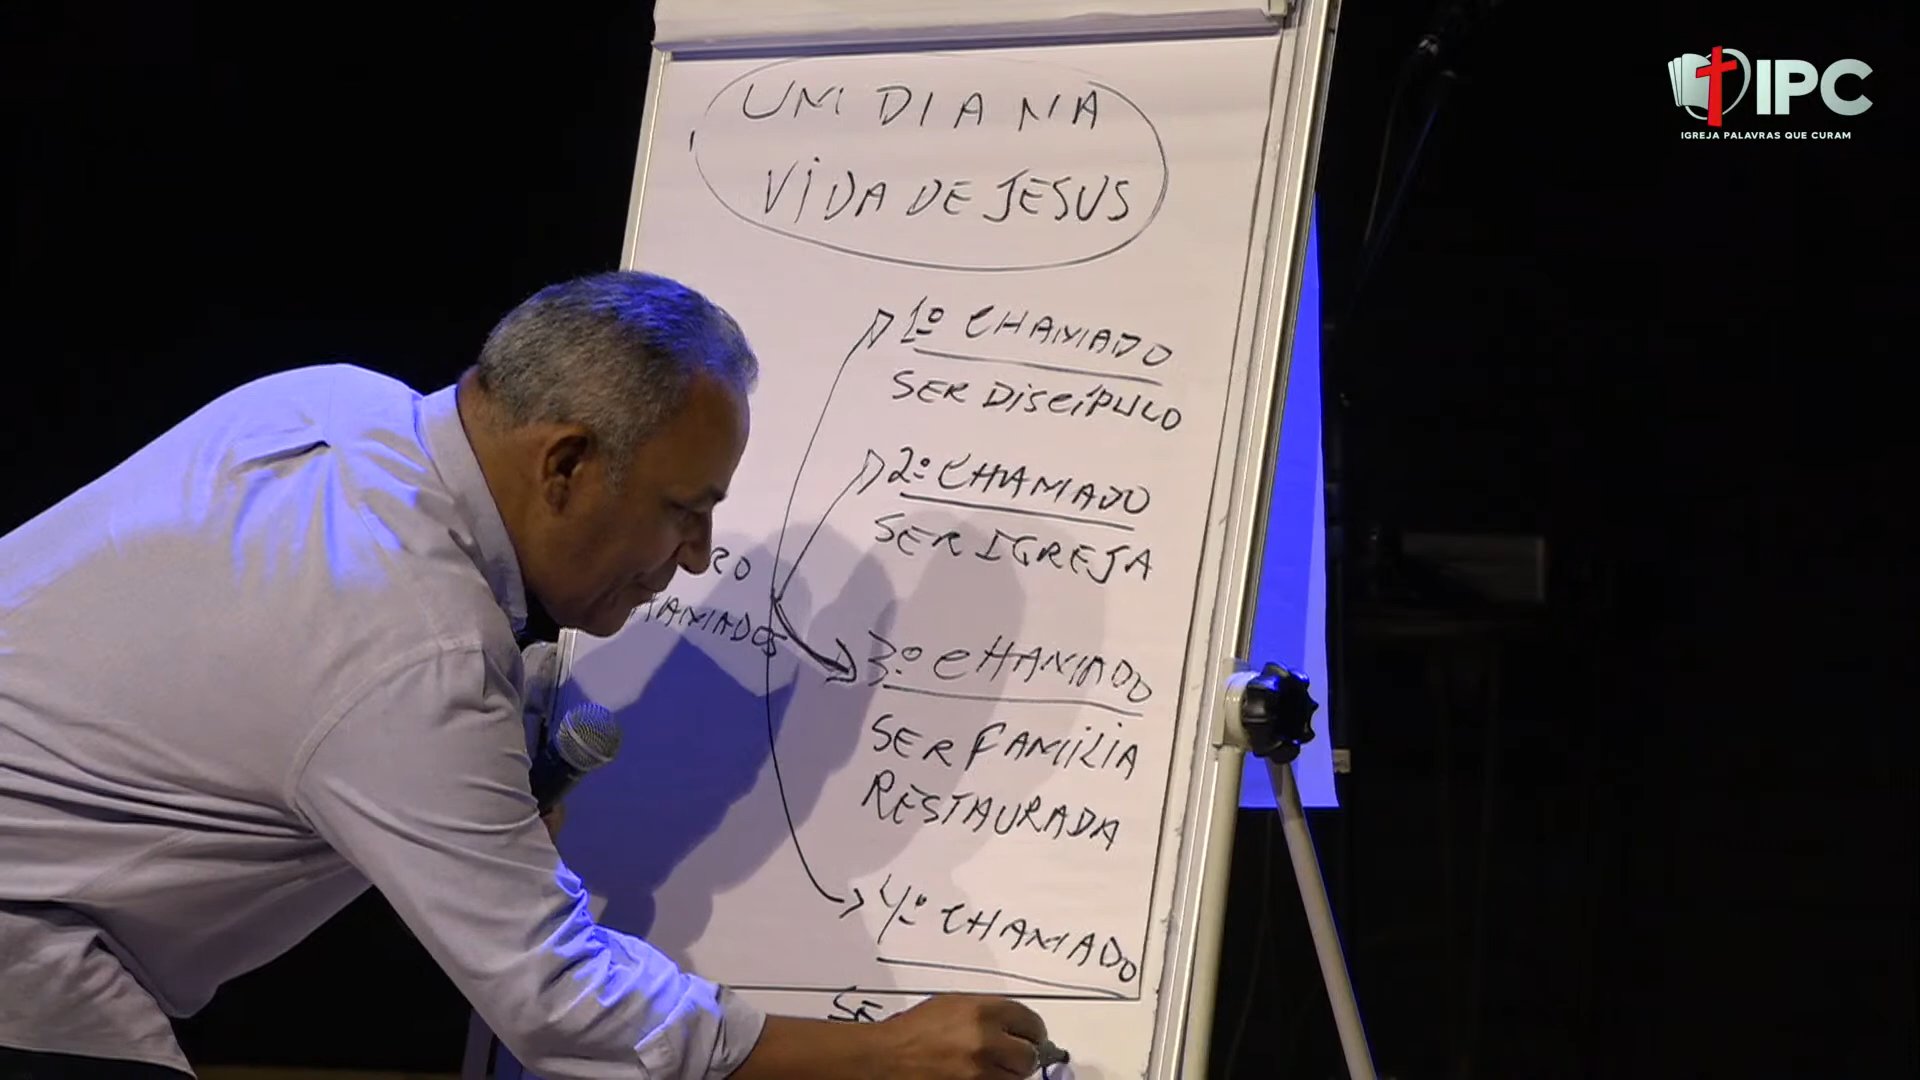 UM DIA NA
VIDA DE JESUS
1º CHAMADO
SER DISCÍPULO
2º CHAMADO
SER IGREJA
3º CHAMADO
SER FAMILIA
RESTAURADA
4º CHAMADO
IPC
IGREJA PALAVRAS QUE CURAM